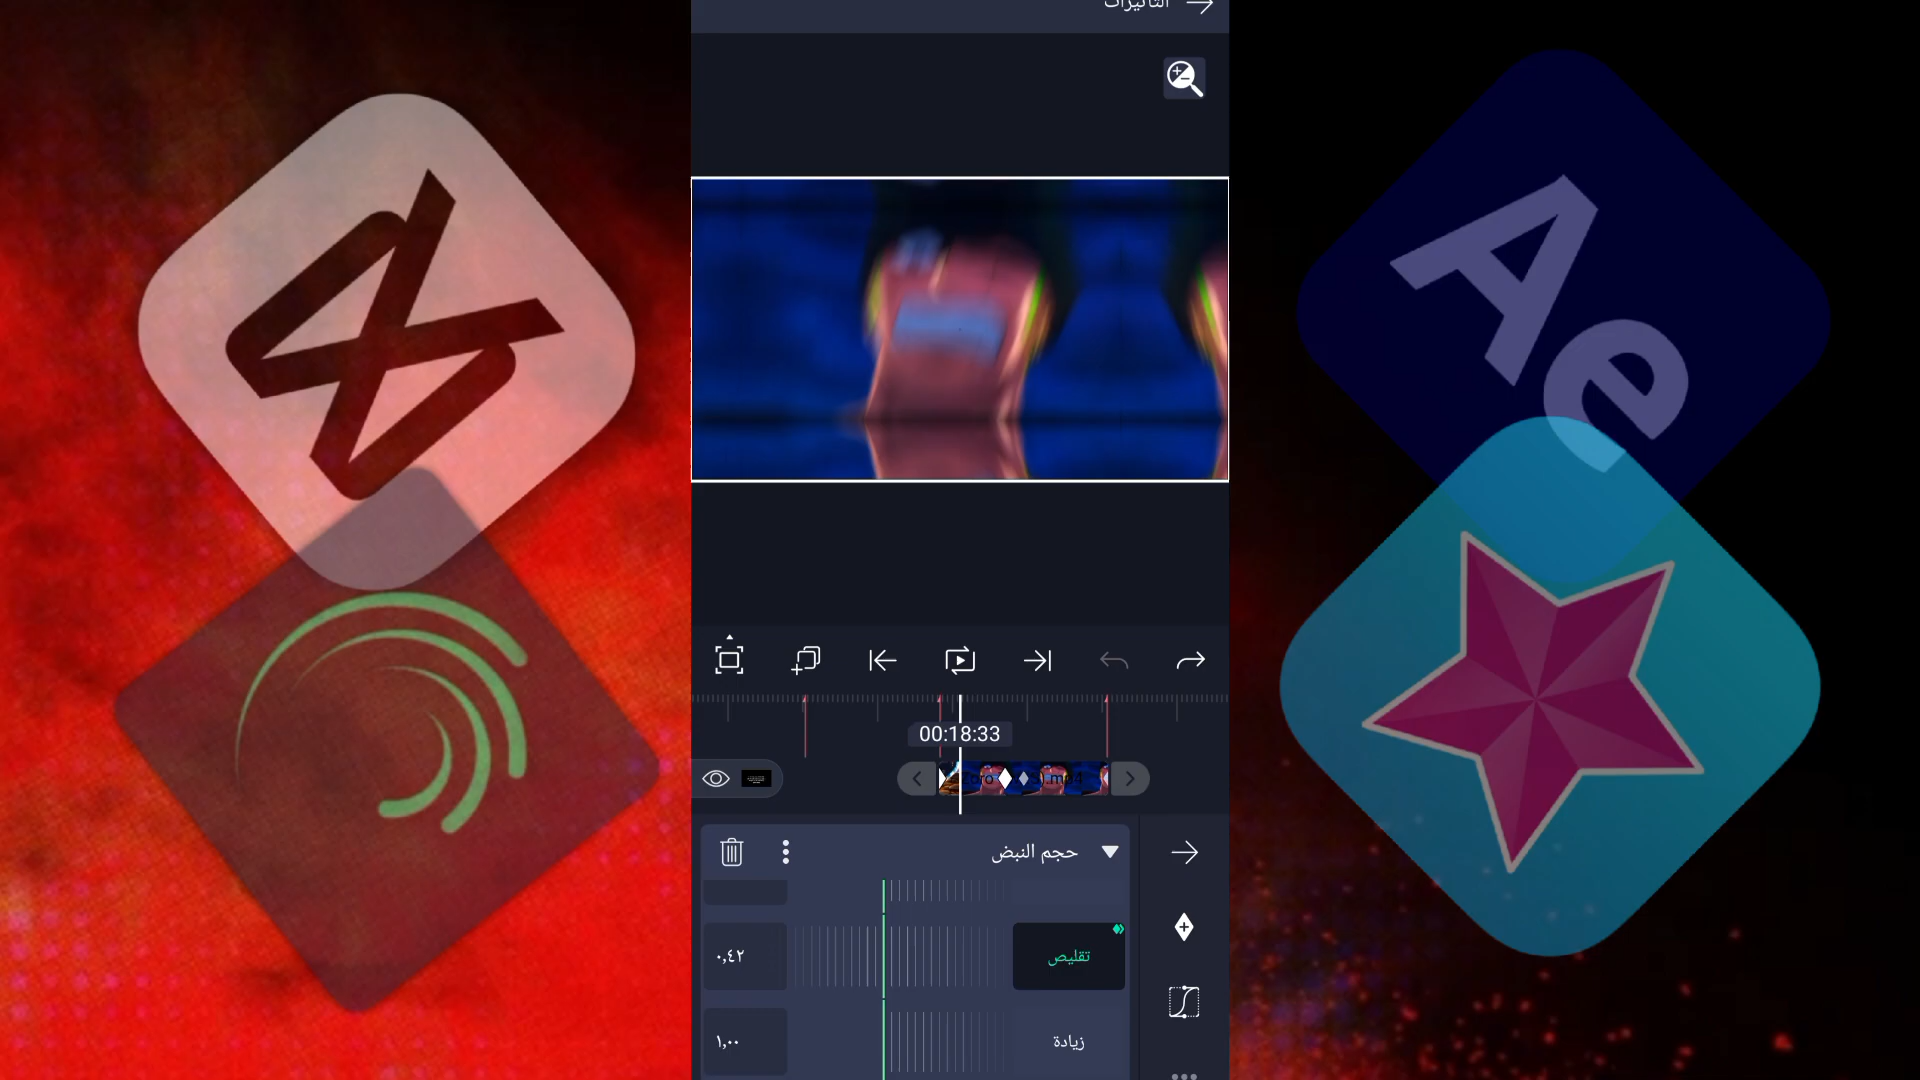 التأثيرات
Ae
00:18:33
حجم النبض
تقليص
٠,٤٢
زيادة
١,٠٠